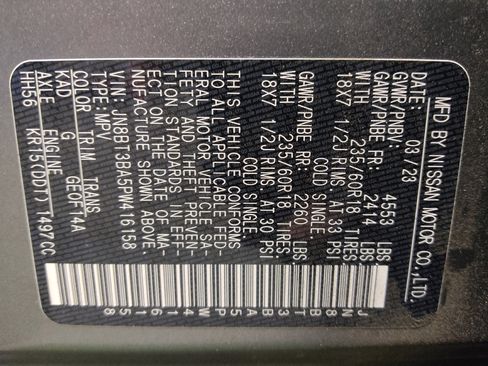 MFD BY NISSAN MOTOR CO.,LTD.
DATE: 03/23
GVWR/PNBV: 4553 LBS
GAWR/PNBE FR: 2414 LBS
235/60R18 TIRES
18X7 1/2J RIMS, AT 33 PSI
WITH COLD SINGLE
GAWR/PNBE RR: 2260 LBS
235/60R18 TIRES
18X7 1/2J RIMS, AT 30 PSI
WITH COLD SINGLE
THIS VEHICLE CONFORMS
TO ALL APPLICABLE FED-
ERAL MOTOR VEHICLE SA-
FETY AND THEFT PREVEN-
TION STANDARDS IN EFF-
ECT ON THE DATE OF MA-
NUFACTURE SHOWN ABOVE.
VIN: JN8BT3BA5PW416158
TYPE: MPV
COLOR TRIM TRANS
KAD G GEOF14A
AXLE ENGINE
HH56 KR15(DDT) 1497CC
JN8BT3BA5PW416158